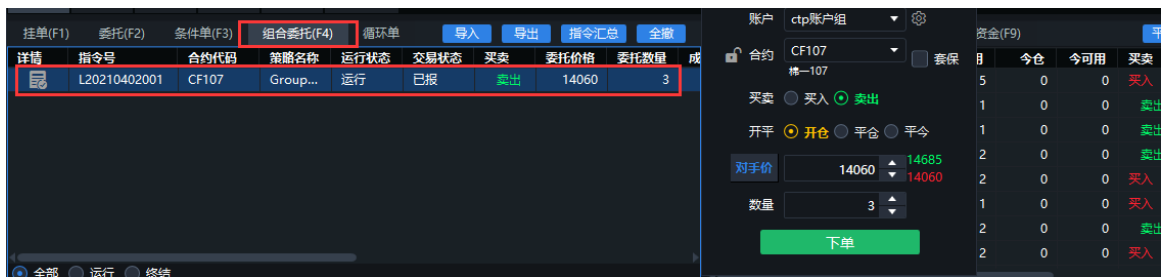 挂单(F1) 委托(F2) 条件单(F3) 组合委托(F4) 循环单 导入 导出 指令汇总 全撤
详情 指令号 合约代码 策略名称 运行状态 交易状态 买卖 委托价格 委托数量 成
L20210402001 CF107 Group... 运行 已报 卖出 14060 3
全部 运行 终结
账户 ctp账户组
合约 CF107 套保
棉一107
买卖 买入 卖出
开平 开仓 平仓 平今
对手价 14060 14685
14060
数量 3
下单
资金(F9) 平
今仓 今可用 买卖
5 0 0 买入
1 0 0 卖出
1 0 0 卖出
2 0 0 卖出
2 0 0 买入
1 0 0 买入
2 0 0 卖出
2 0 0 买入